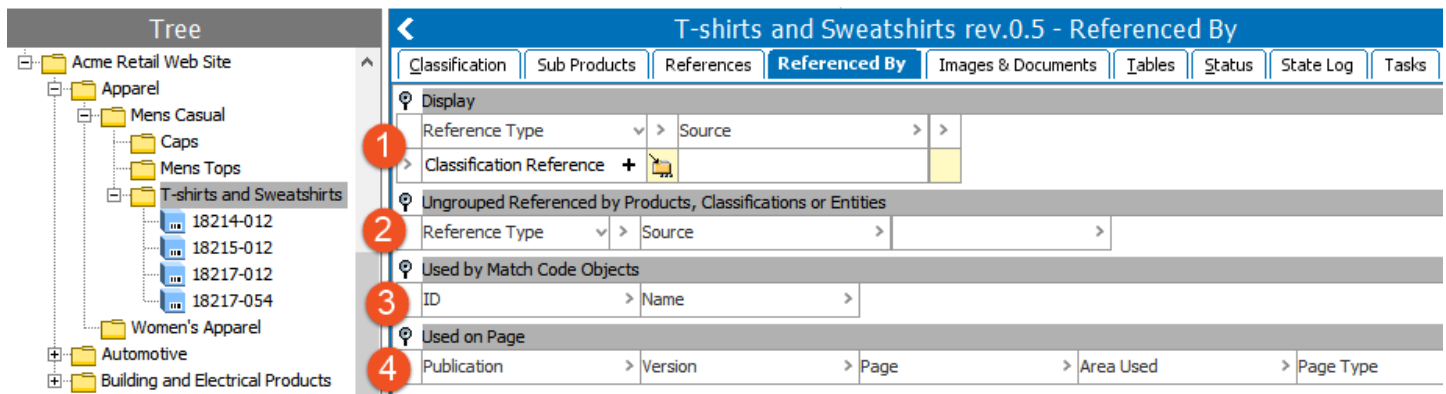 Tree
Acme Retail Web Site
Apparel
Mens Casual
Caps
Mens Tops
T-shirts and Sweatshirts
18214-012
18215-012
18217-012
18217-054
Women's Apparel
Automotive
Building and Electrical Products
T-shirts and Sweatshirts rev.0.5 - Referenced By
Classification Sub Products References Referenced By Images & Documents Tables Status State Log Tasks
Display
1
Reference Type > Source > >
> Classification Reference +
Ungrouped Referenced by Products, Classifications or Entities
2
Reference Type > Source > >
Used by Match Code Objects
3
ID > Name >
Used on Page
4
Publication > Version > Page > Area Used > Page Type